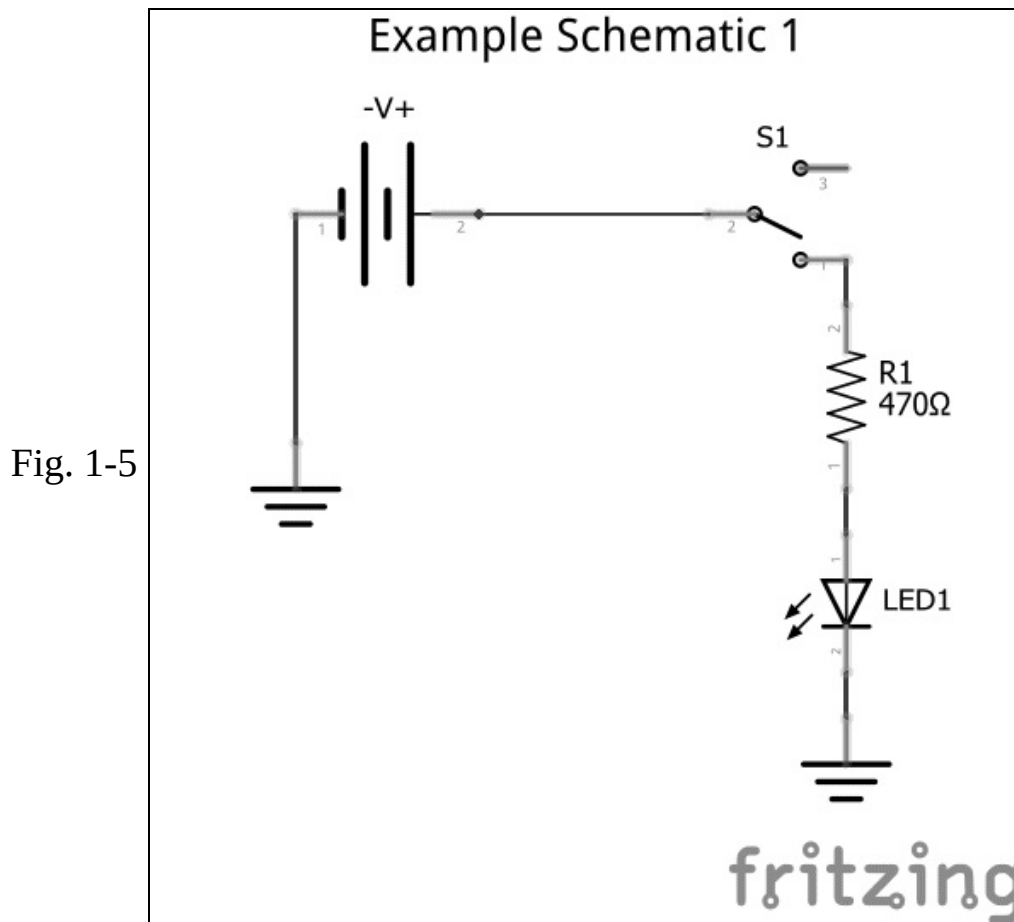 Example Schematic 1
-V+
S1
3
1
2
2
1
2
R1
470Ω
Fig. 1-5
1
1
LED1
2
fritzing